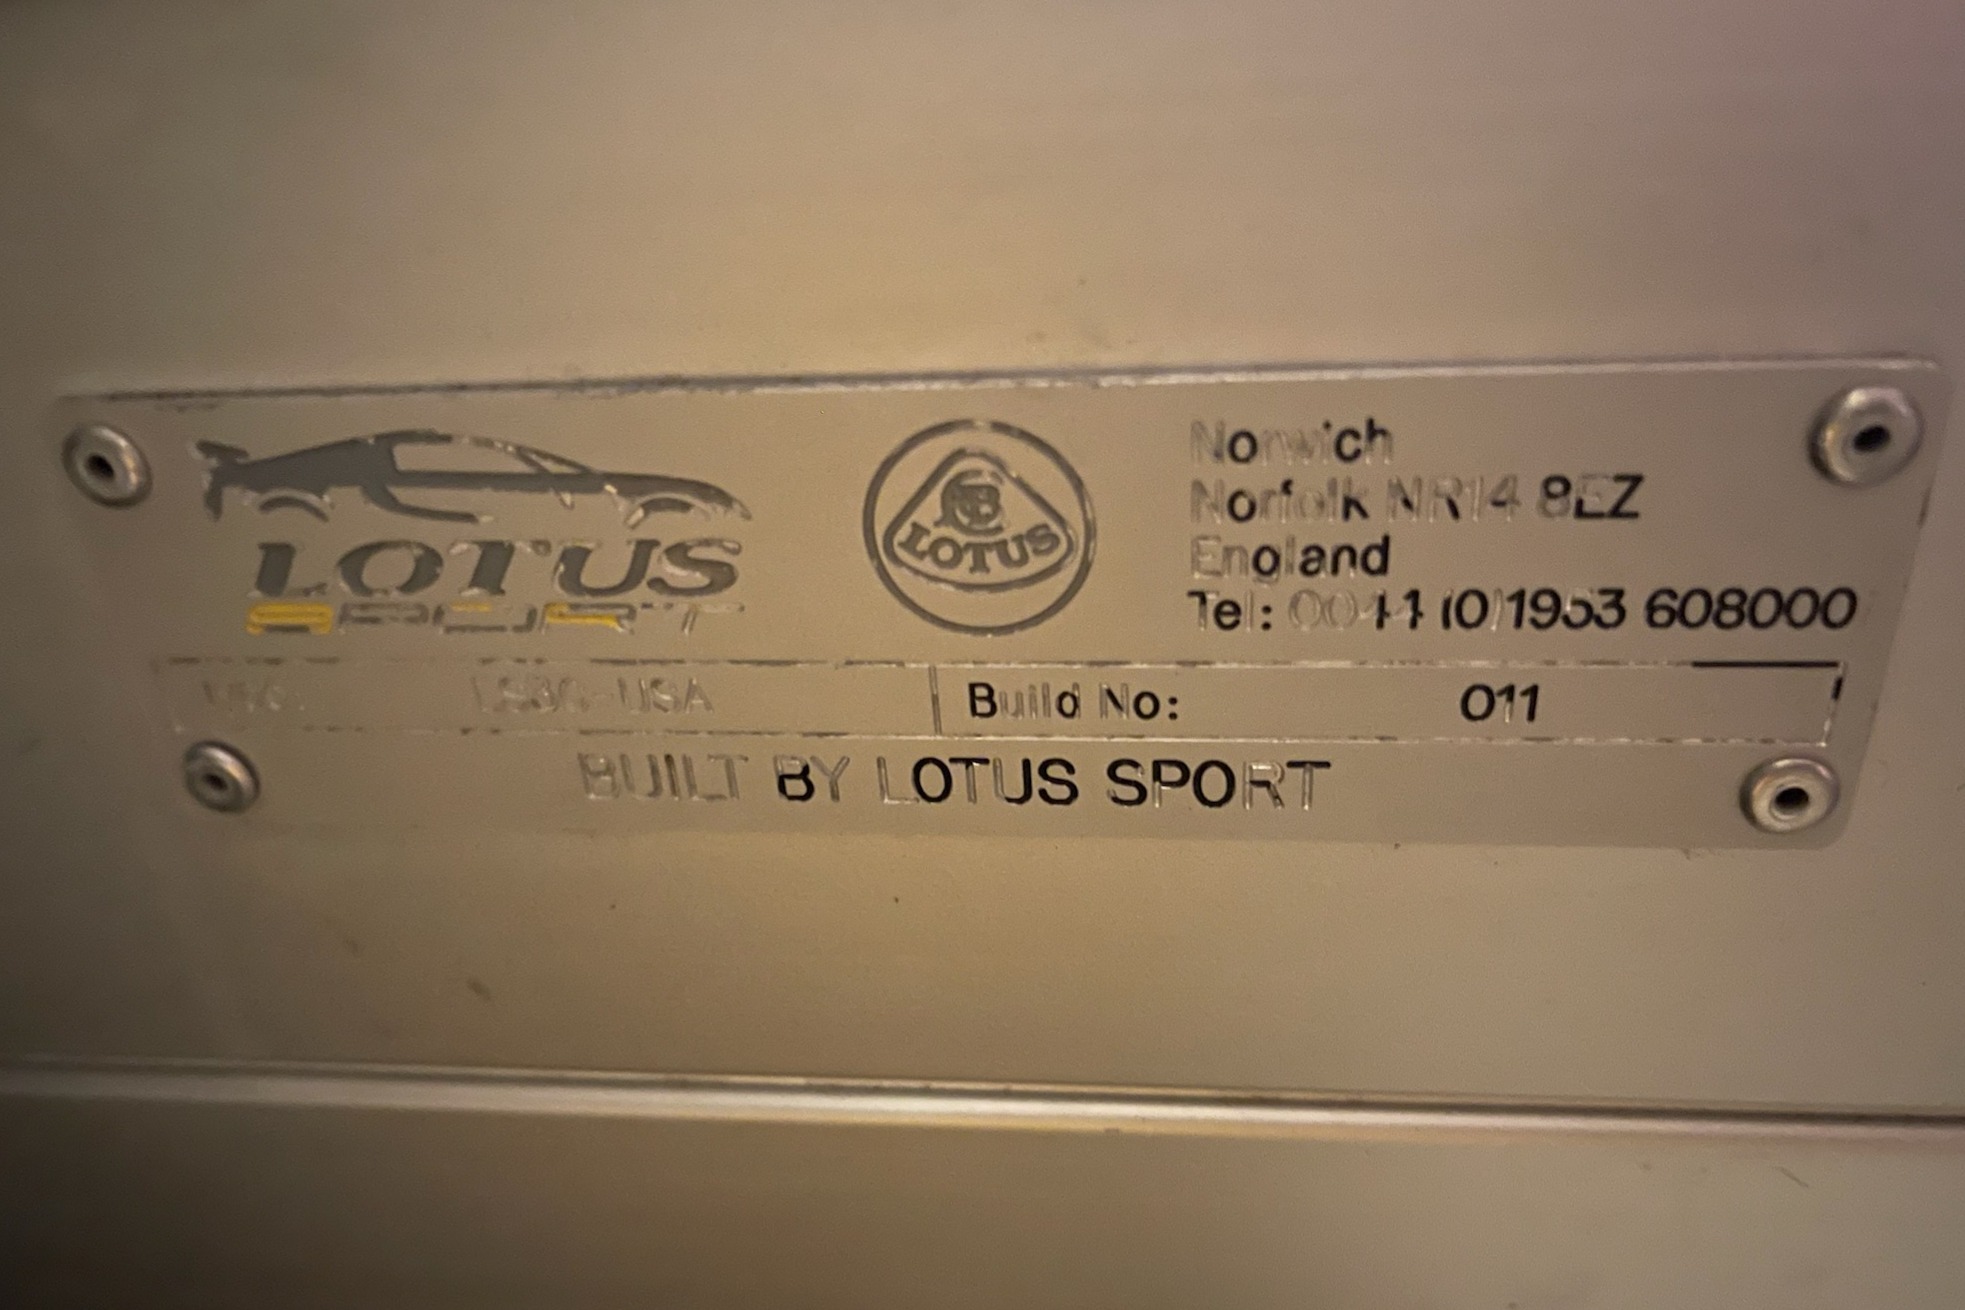 LOTUS
SPORT
LOTUS
Norwich
Norfolk NR14 8EZ
England
Tel: 0044 (0)1953 608000
Build No: 011
BUILT BY LOTUS SPORT